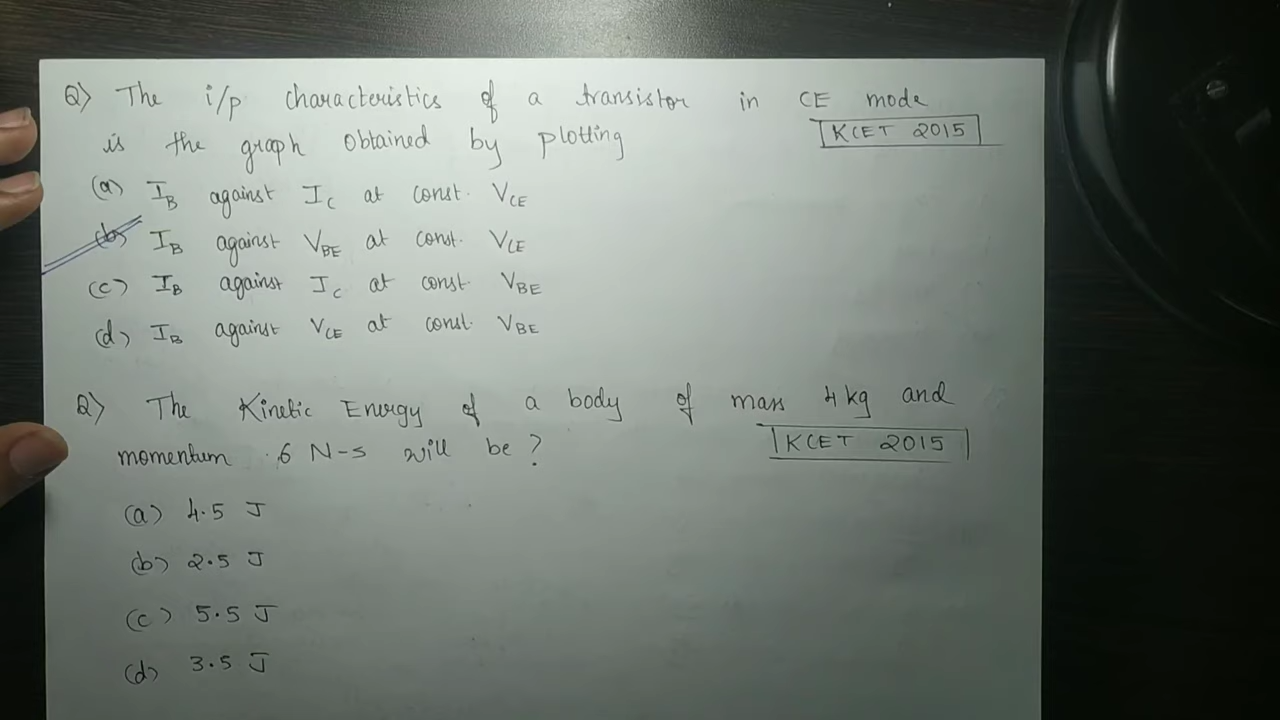 Q) The i/p characteristics of a transistor in CE mode
is the graph obtained by plotting KCET 2015
(a) IB against IC at const. VCE
(b) IB against VBE at const. VCE
(c) IB against IC at const. VBE
(d) IB against VCE at const. VBE
Q) The Kinetic Energy of a body of mass 4 kg and
momentum 6 N-s will be? KCET 2015
(a) 4.5 J
(b) 2.5 J
(c) 5.5 J
(d) 3.5 J